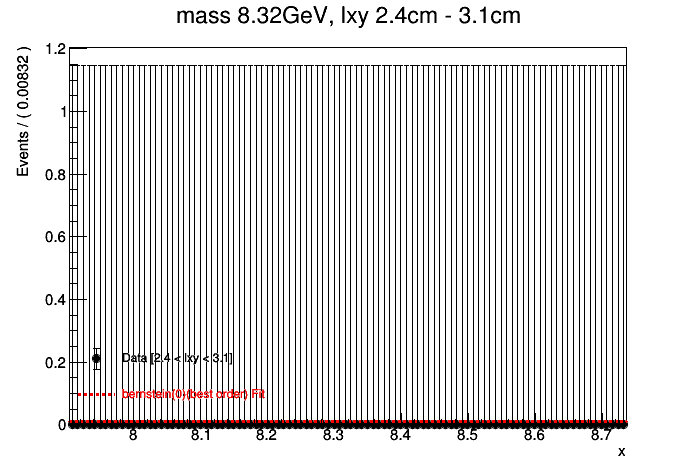 mass 8.32GeV, lxy 2.4cm - 3.1cm
Events / ( 0.00832 )
1.2
1
0.8
0.6
0.4
0.2
0
Data [2.4 < lxy < 3.1]
bernstein(0)(best order) Fit
8 8.1 8.2 8.3 8.4 8.5 8.6 8.7
x